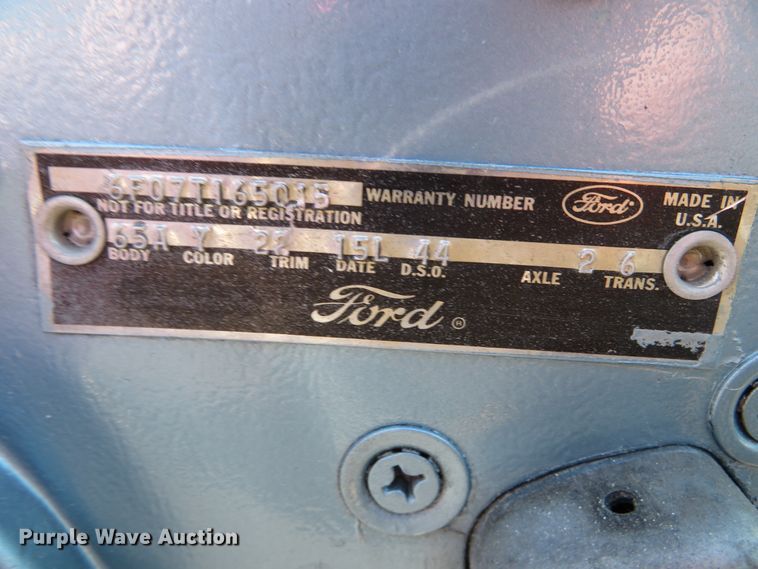 6F07T165015 WARRANTY NUMBER Ford MADE IN
NOT FOR TITLE OR REGISTRATION U.S.A.
65A Y 22 15L 44 2 6
BODY COLOR TRIM DATE D.S.O. AXLE TRANS.
Ford ®
Purple Wave Auction